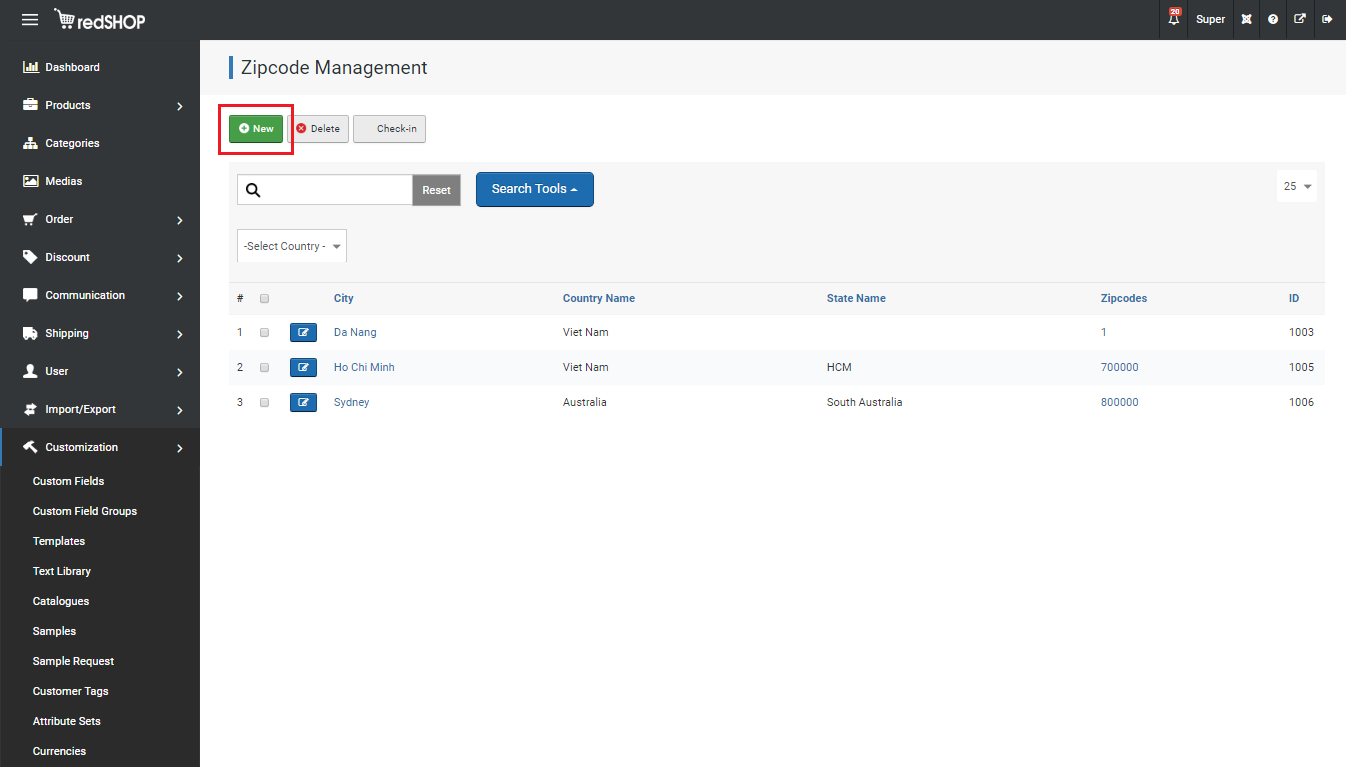 redSHOP
20
Super
Dashboard
Products
Categories
Medias
Order
Discount
Communication
Shipping
User
Import/Export
Customization
Custom Fields
Custom Field Groups
Templates
Text Library
Catalogues
Samples
Sample Request
Customer Tags
Attribute Sets
Currencies
Zipcode Management
New Delete Check-in
Reset Search Tools 25
-Select Country -
# City Country Name State Name Zipcodes ID
1 Da Nang Viet Nam 1 1003
2 Ho Chi Minh Viet Nam HCM 700000 1005
3 Sydney Australia South Australia 800000 1006